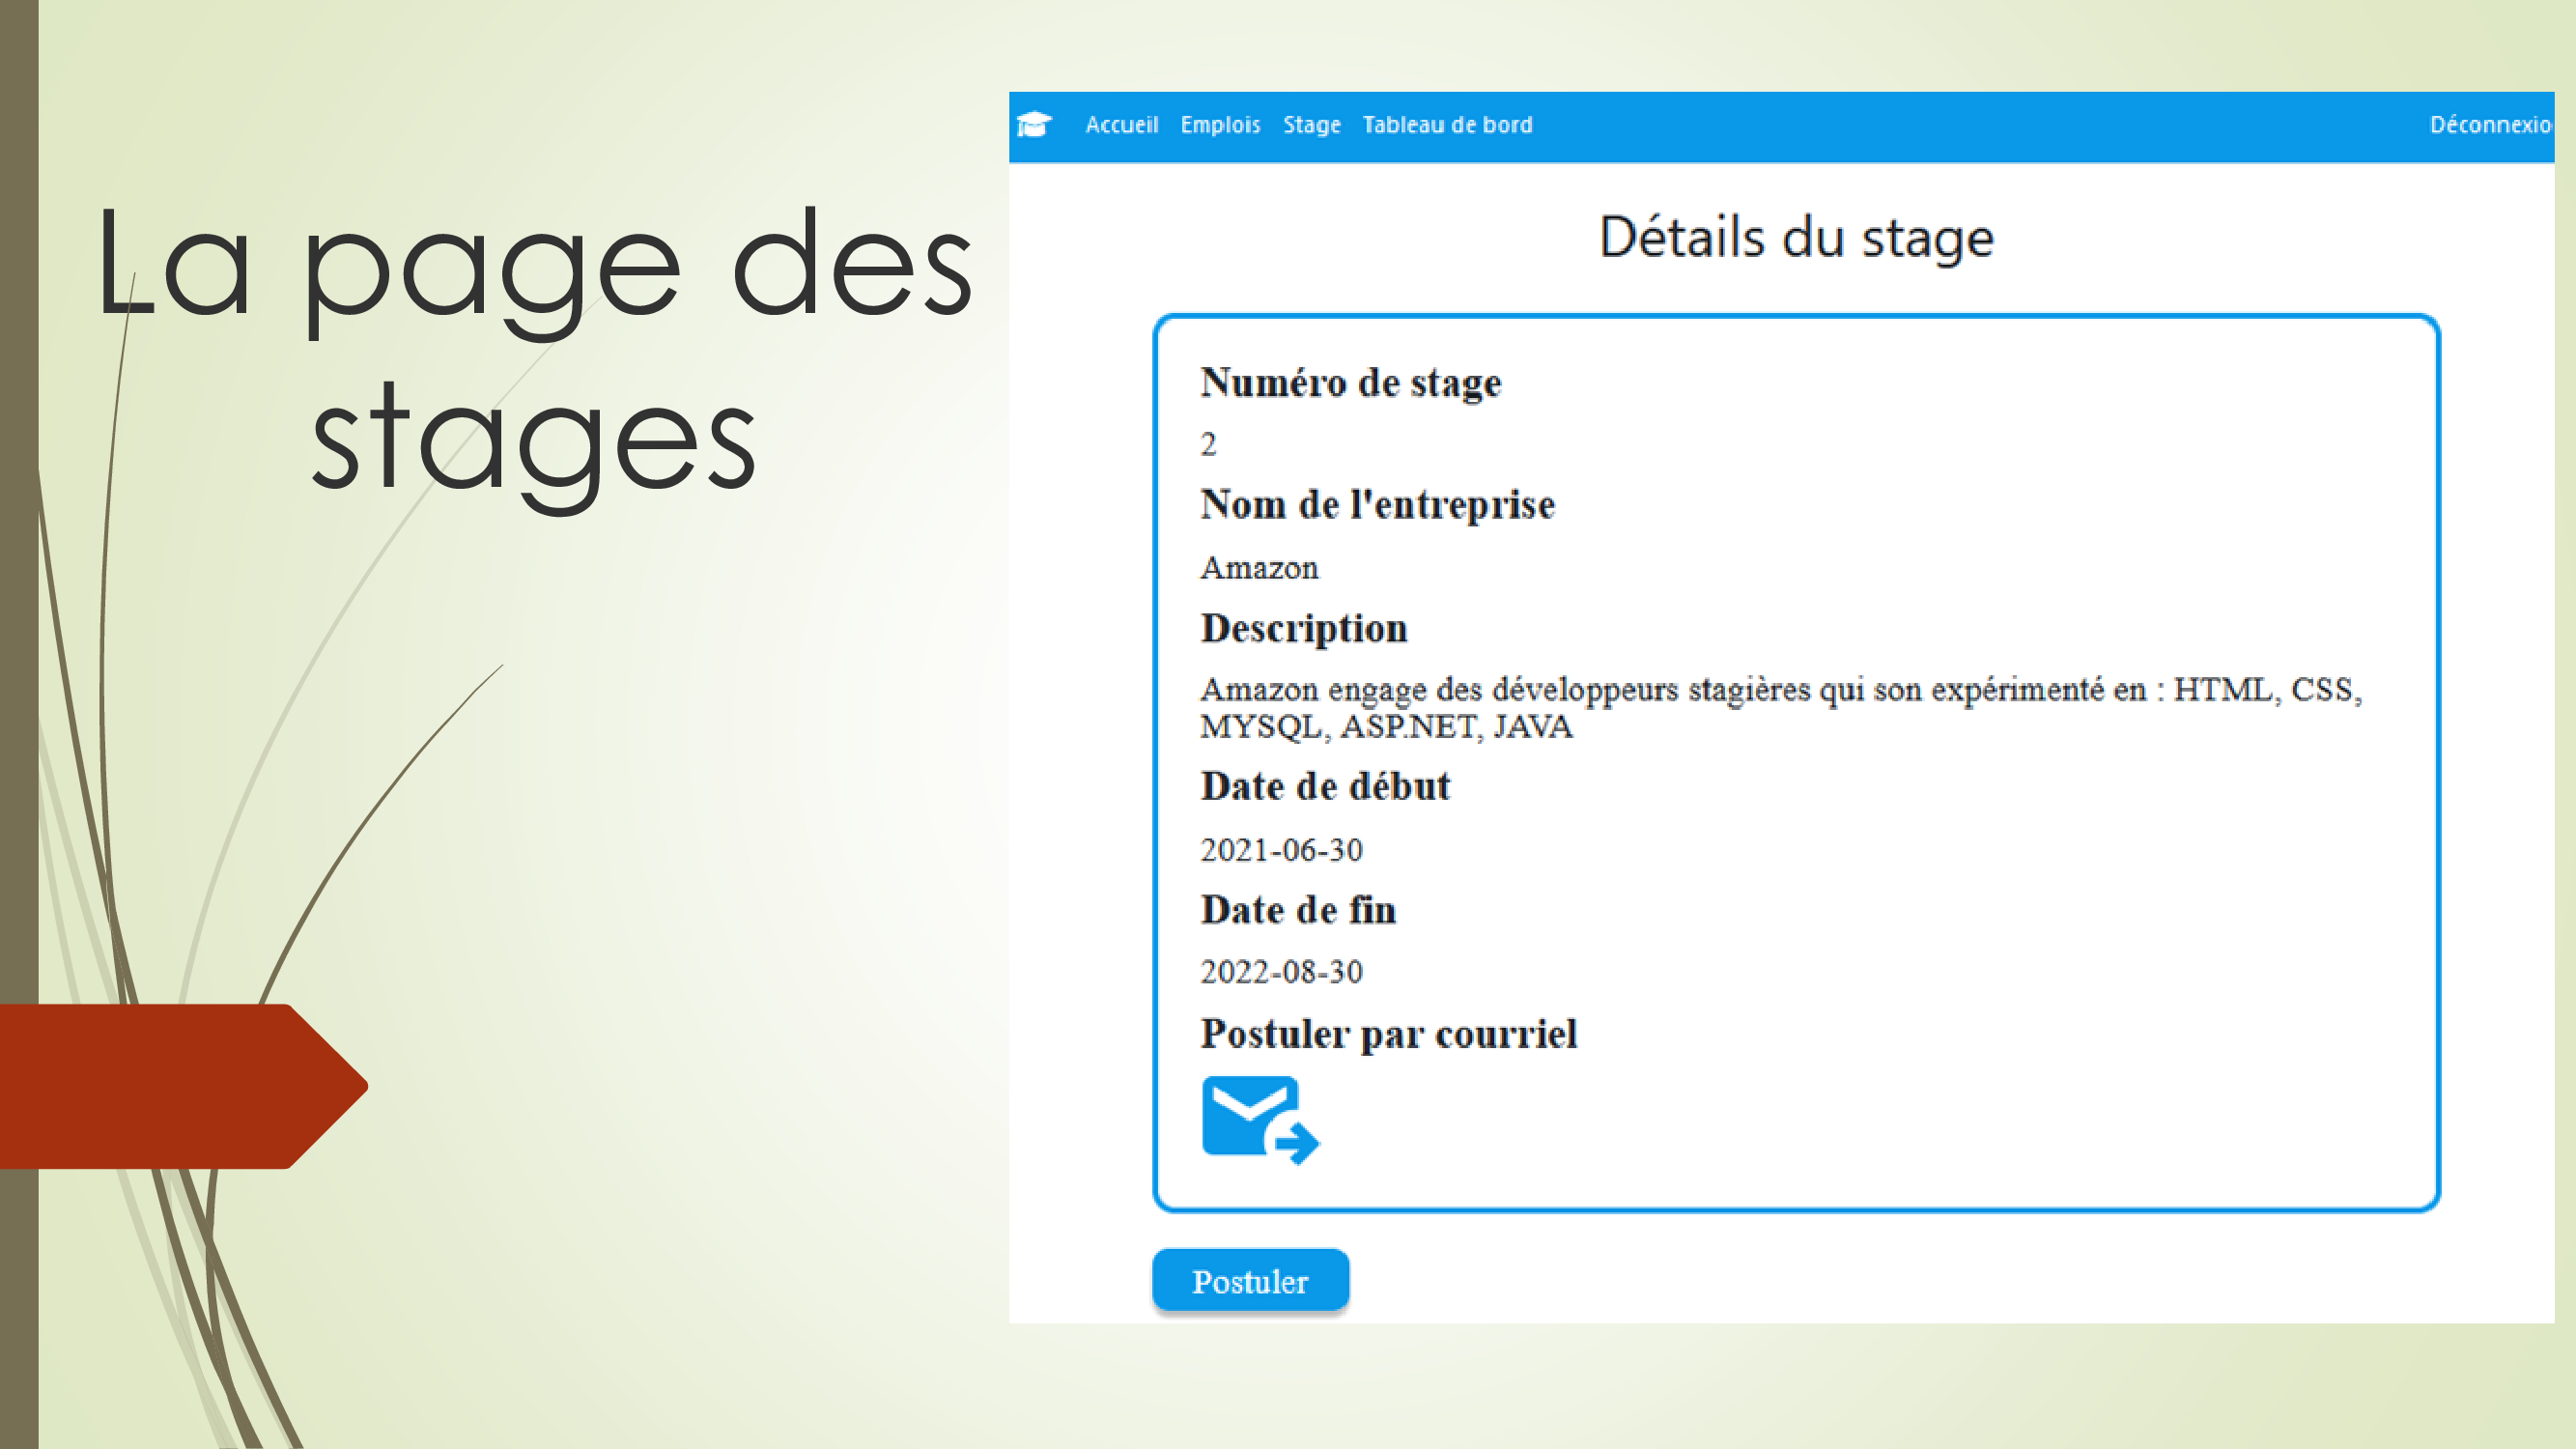 La page des
stages
Accueil Emplois Stage Tableau de bord Déconnexio
Détails du stage
Numéro de stage
2
Nom de l'entreprise
Amazon
Description
Amazon engage des développeurs stagières qui son expérimenté en : HTML, CSS,
MYSQL, ASP.NET, JAVA
Date de début
2021-06-30
Date de fin
2022-08-30
Postuler par courriel
Postuler